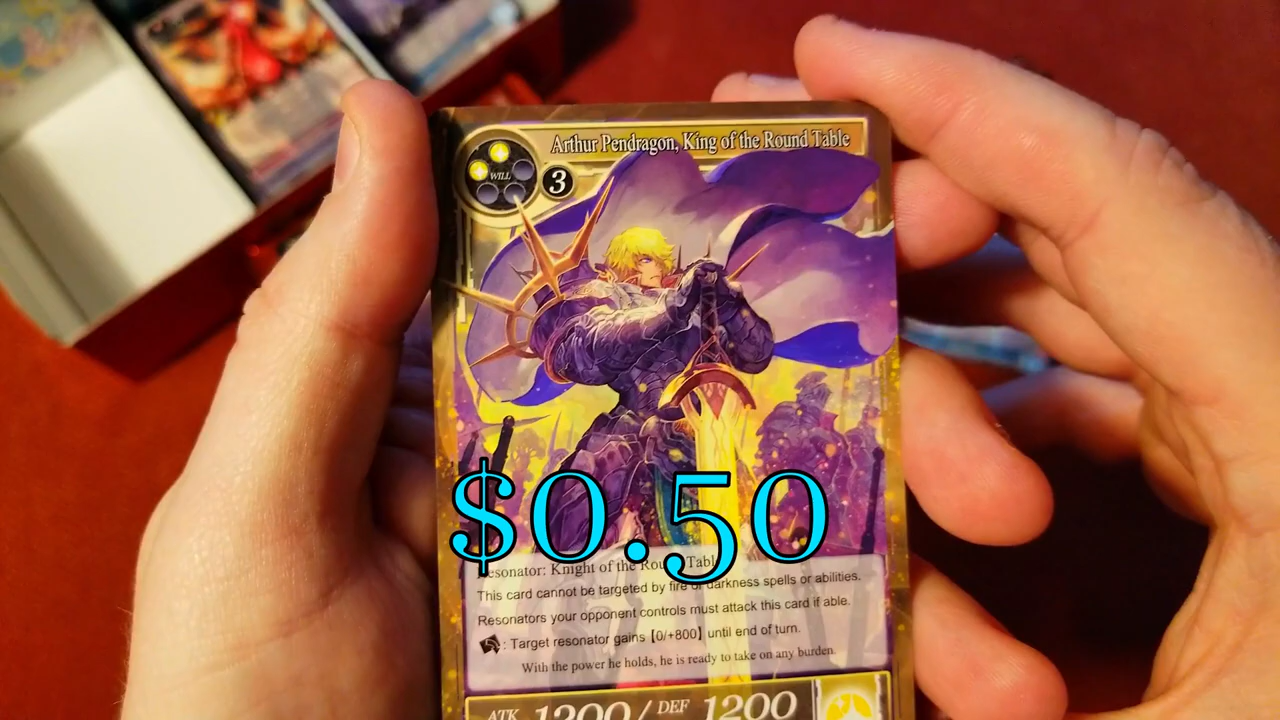 Arthur Pendragon, King of the Round Table
WILL
3
$0.50
Resonator: Knight of the Round Table
This card cannot be targeted by fire or darkness spells or abilities.
Resonators your opponent controls must attack this card if able.
: Target resonator gains 【0/+800】 until end of turn.
With the power he holds, he is ready to take on any burden.
ATK 1200/ DEF 1200